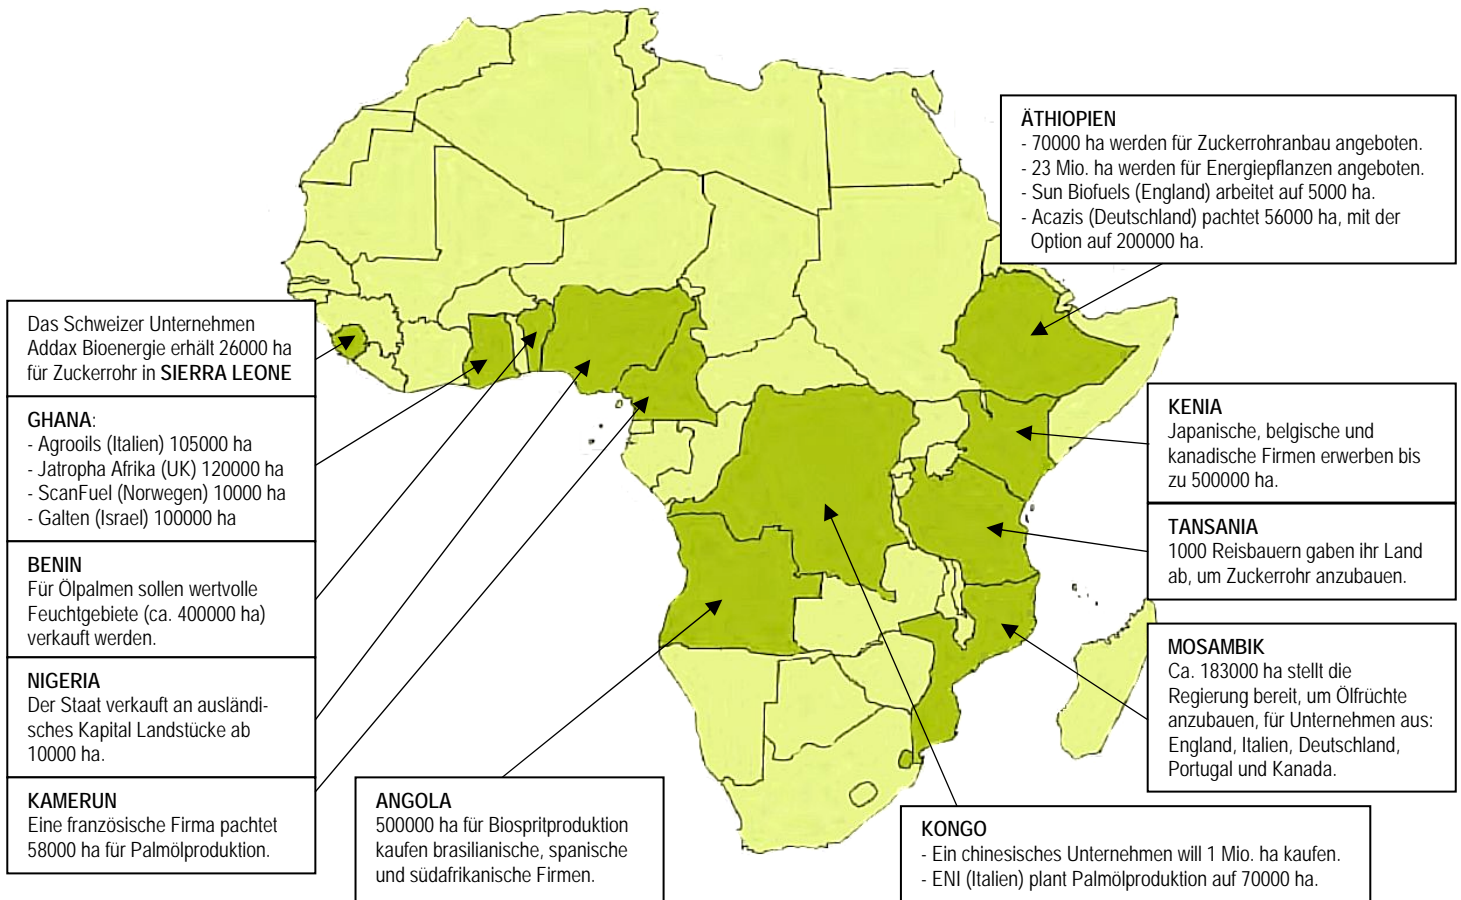 ÄTHIOPIEN
- 70000 ha werden für Zuckerrohranbau angeboten.
- 23 Mio. ha werden für Energiepflanzen angeboten.
- Sun Biofuels (England) arbeitet auf 5000 ha.
- Acazis (Deutschland) pachtet 56000 ha, mit der
Option auf 200000 ha.
Das Schweizer Unternehmen
Addax Bioenergie erhält 26000 ha
für Zuckerrohr in SIERRA LEONE
GHANA:
- Agrooils (Italien) 105000 ha
- Jatropha Afrika (UK) 120000 ha
- ScanFuel (Norwegen) 10000 ha
- Galten (Israel) 100000 ha
BENIN
Für Ölpalmen sollen wertvolle
Feuchtgebiete (ca. 400000 ha)
verkauft werden.
NIGERIA
Der Staat verkauft an ausländi-
sches Kapital Landstücke ab
10000 ha.
KAMERUN
Eine französische Firma pachtet
58000 ha für Palmölproduktion.
ANGOLA
500000 ha für Biospritproduktion
kaufen brasilianische, spanische
und südafrikanische Firmen.
KENIA
Japanische, belgische und
kanadische Firmen erwerben bis
zu 500000 ha.
TANSANIA
1000 Reisbauern gaben ihr Land
ab, um Zuckerrohr anzubauen.
MOSAMBIK
Ca. 183000 ha stellt die
Regierung bereit, um Ölfrüchte
anzubauen, für Unternehmen aus:
England, Italien, Deutschland,
Portugal und Kanada.
KONGO
- Ein chinesisches Unternehmen will 1 Mio. ha kaufen.
- ENI (Italien) plant Palmölproduktion auf 70000 ha.